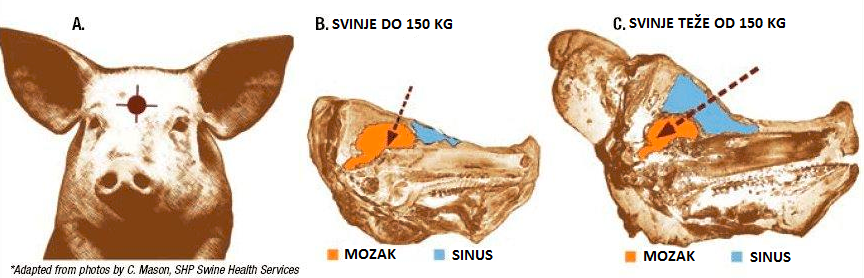 A.
B. SVINJE DO 150 KG
C. SVINJE TEŽE OD 150 KG
MOZAK SINUS
MOZAK SINUS
*Adapted from photos by C. Mason, SHP Swine Health Services